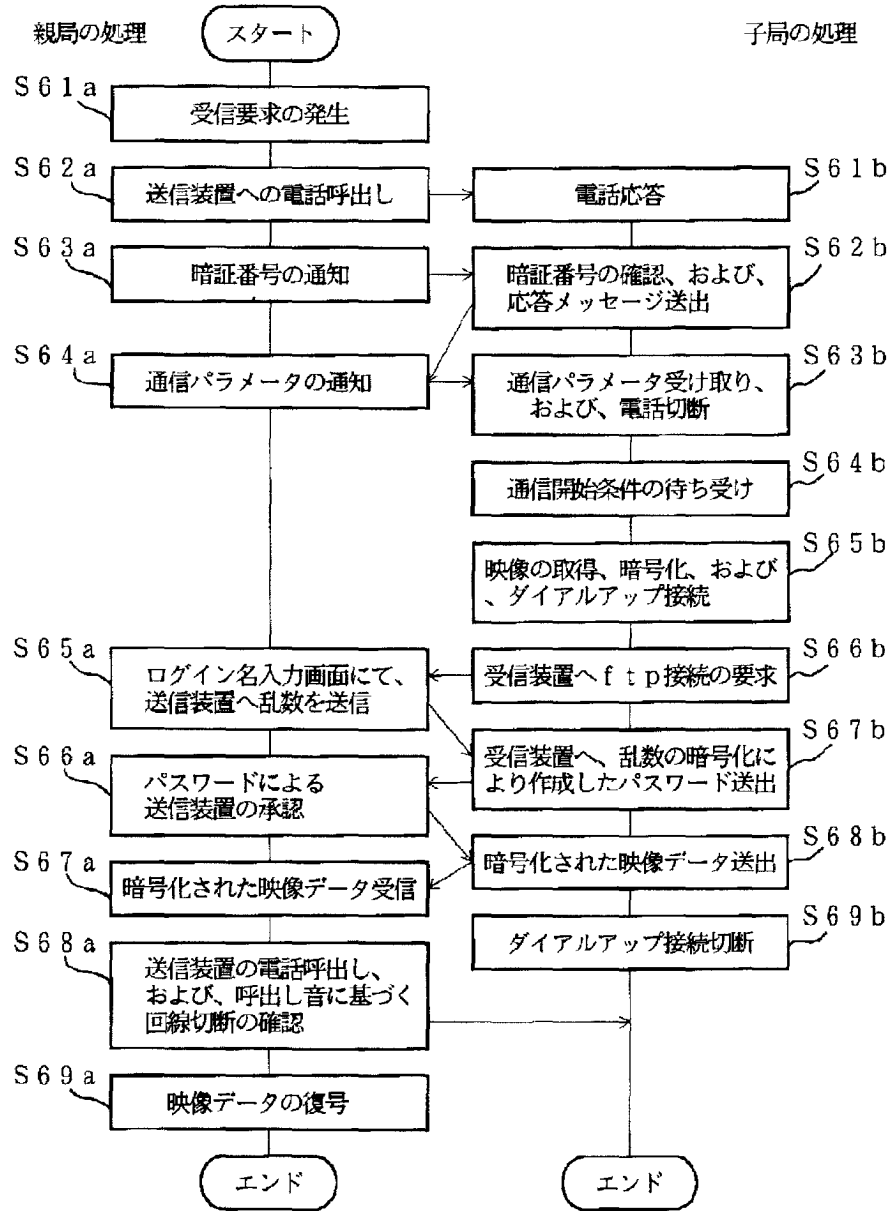 親局の処理
スタート
子局の処理
S61a
受信要求の発生
S62a
送信装置への電話呼出し
S61b
電話応答
S63a
暗証番号の通知
S62b
暗証番号の確認、および、
応答メッセージ送出
S64a
通信パラメータの通知
S63b
通信パラメータ受け取り、
および、電話切断
S64b
通信開始条件の待ち受け
S65b
映像の取得、暗号化、および
、ダイアルアップ接続
S65a
ログイン名入力画面にて、
送信装置へ乱数を送信
S66b
受信装置へftp接続の要求
S67b
受信装置へ、乱数の暗号化に
より作成したパスワード送出
S66a
パスワードによる
送信装置の承認
S68b
暗号化された映像データ送出
S67a
暗号化された映像データ受信
S69b
ダイアルアップ接続切断
S68a
送信装置の電話呼出し、
および、呼出し音に基づく
回線切断の確認
S69a
映像データの復号
エンド
エンド